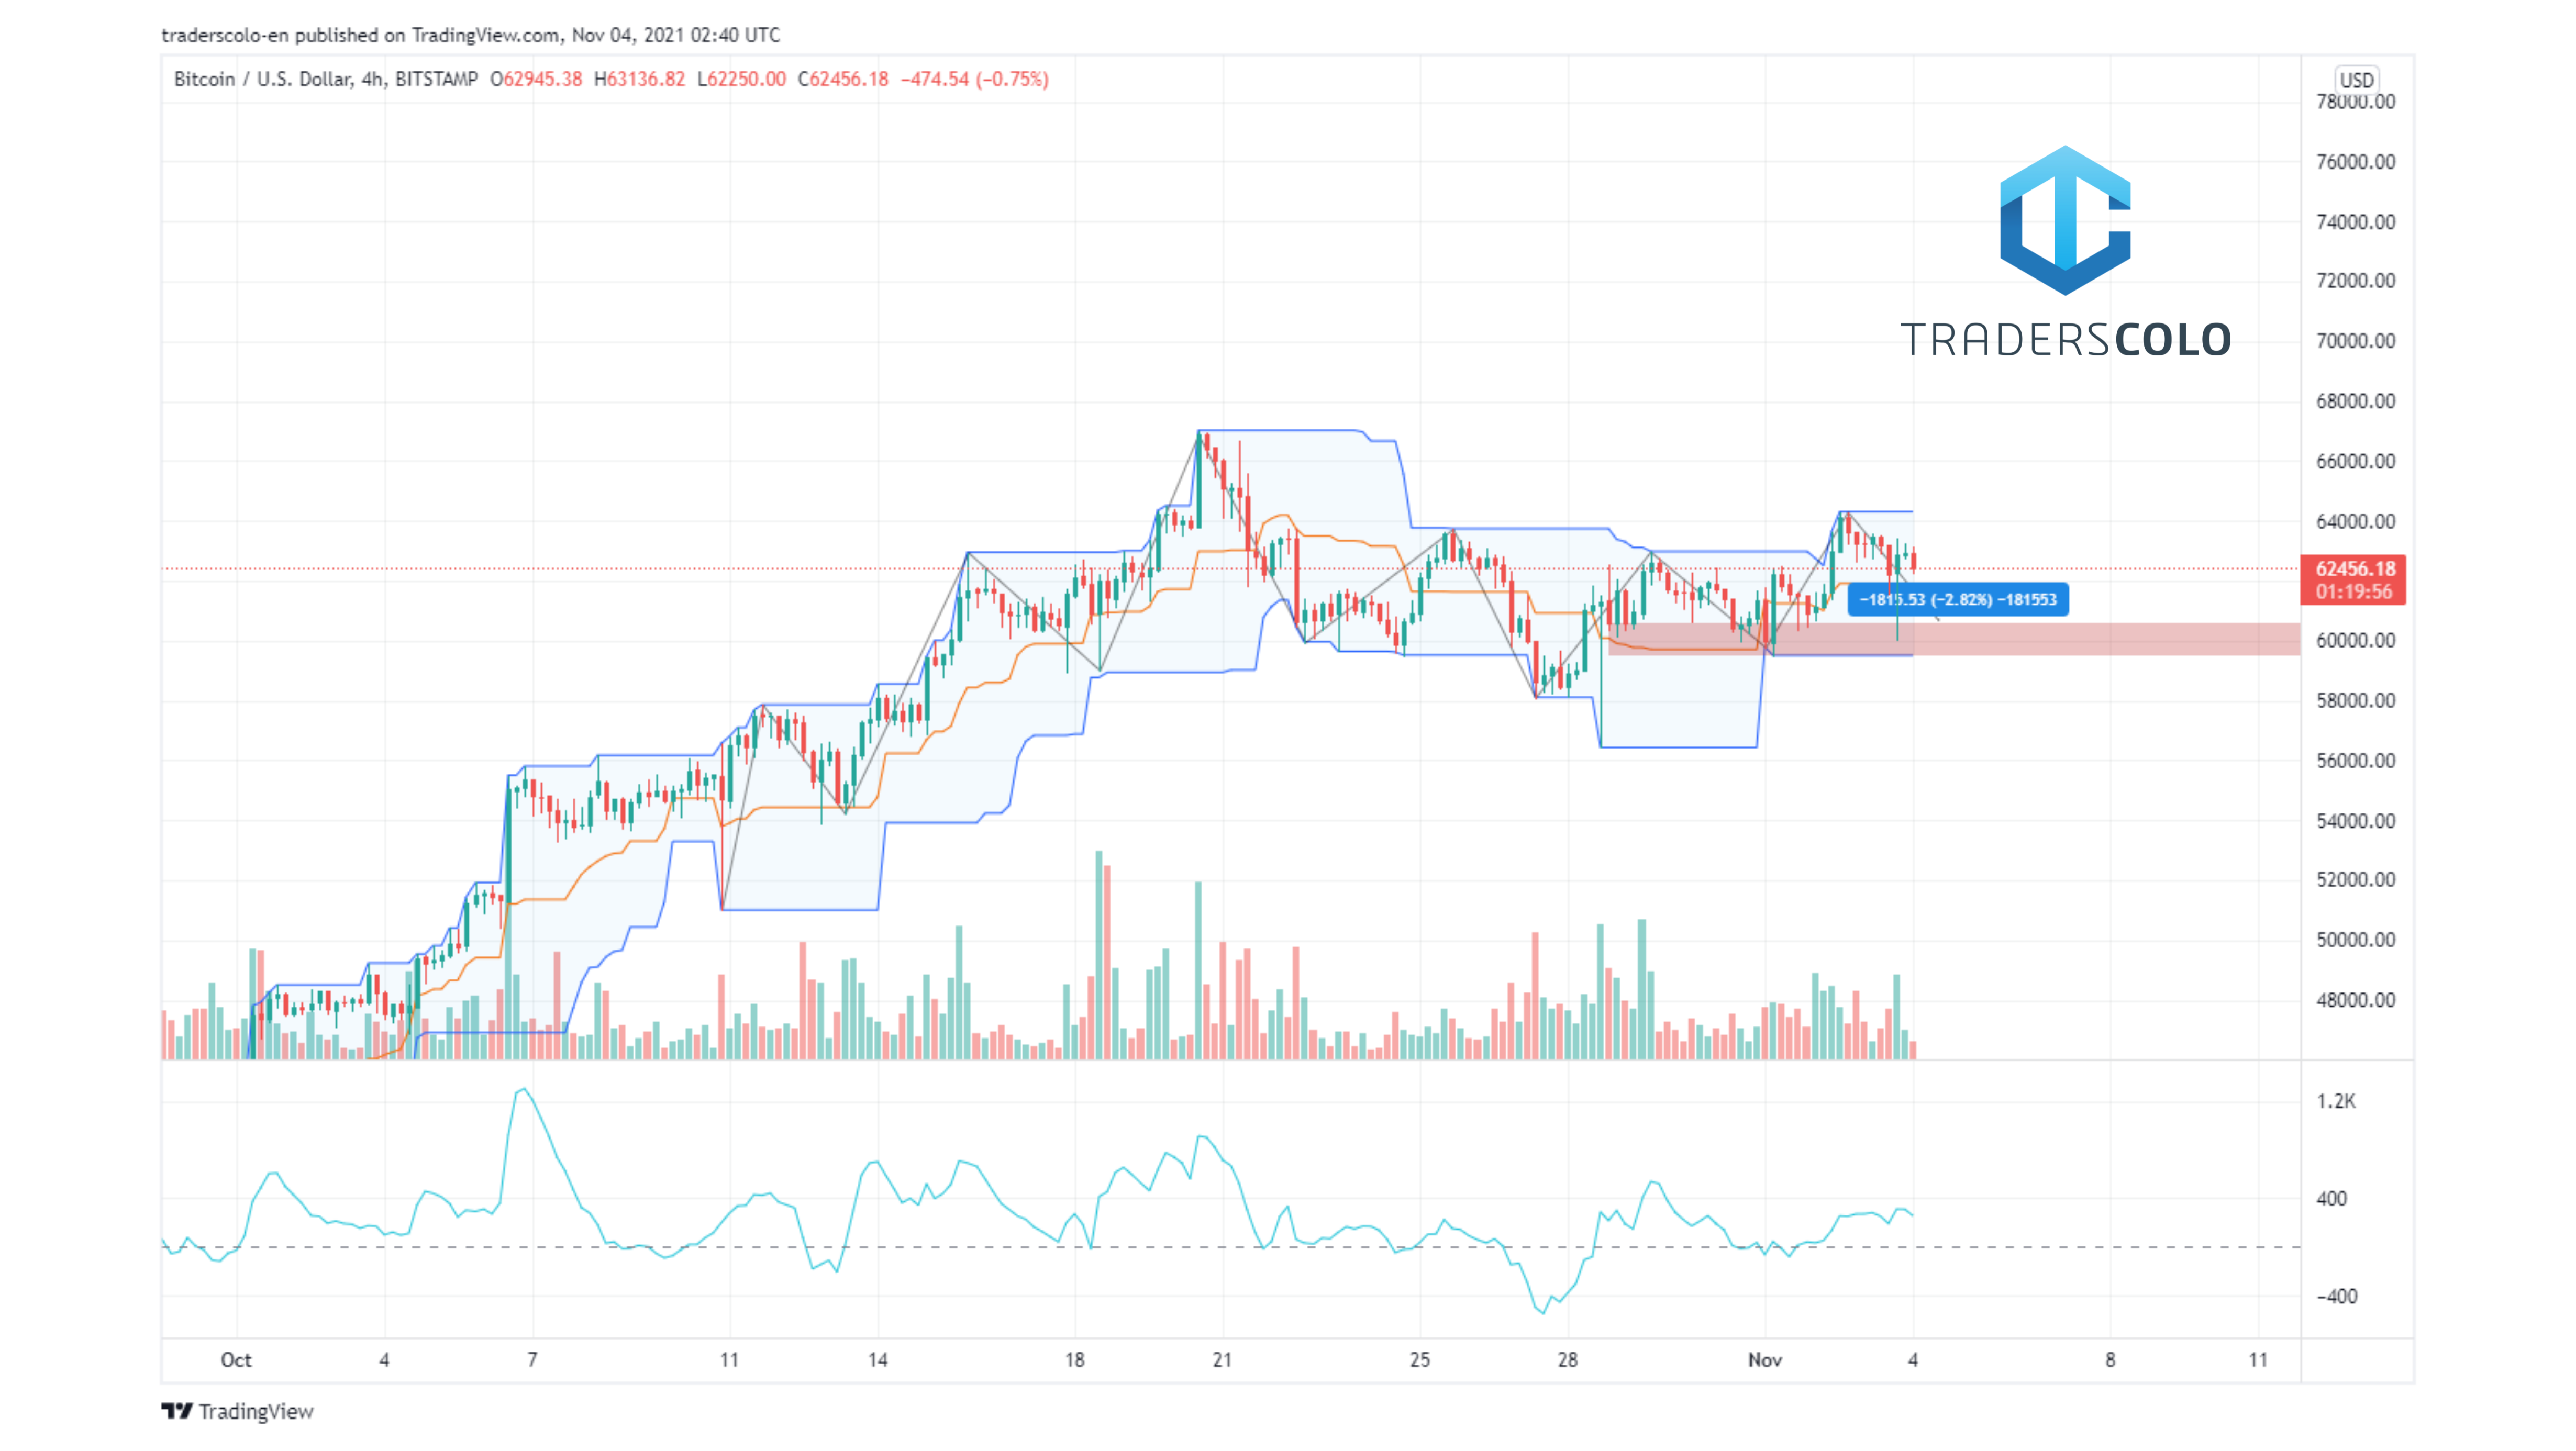 traderscolo-en published on TradingView.com, Nov 04, 2021 02:40 UTC
Bitcoin / U.S. Dollar, 4h, BITSTAMP O62945.38 H63136.82 L62250.00 C62456.18 −474.54 (−0.75%)
USD
78000.00
76000.00
74000.00
72000.00
70000.00
68000.00
66000.00
64000.00
62456.18
01:19:56
60000.00
58000.00
56000.00
54000.00
52000.00
50000.00
48000.00
TRADERSCOLO
−1815.53 (−2.82%) −181553
1.2K
400
−400
Oct 4 7 11 14 18 21 25 28 Nov 4 8 11
TradingView